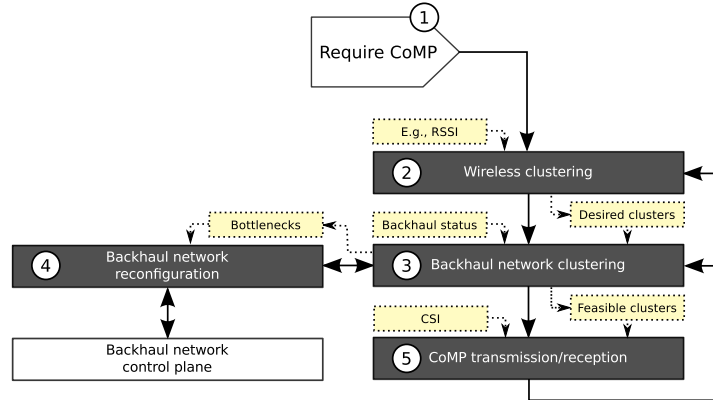 1
Require CoMP
E.g., RSSI
2
Wireless clustering
Desired clusters
Bottlenecks
Backhaul status
4
Backhaul network
reconfiguration
3
Backhaul network clustering
Feasible clusters
CSI
Backhaul network
control plane
5
CoMP transmission/reception